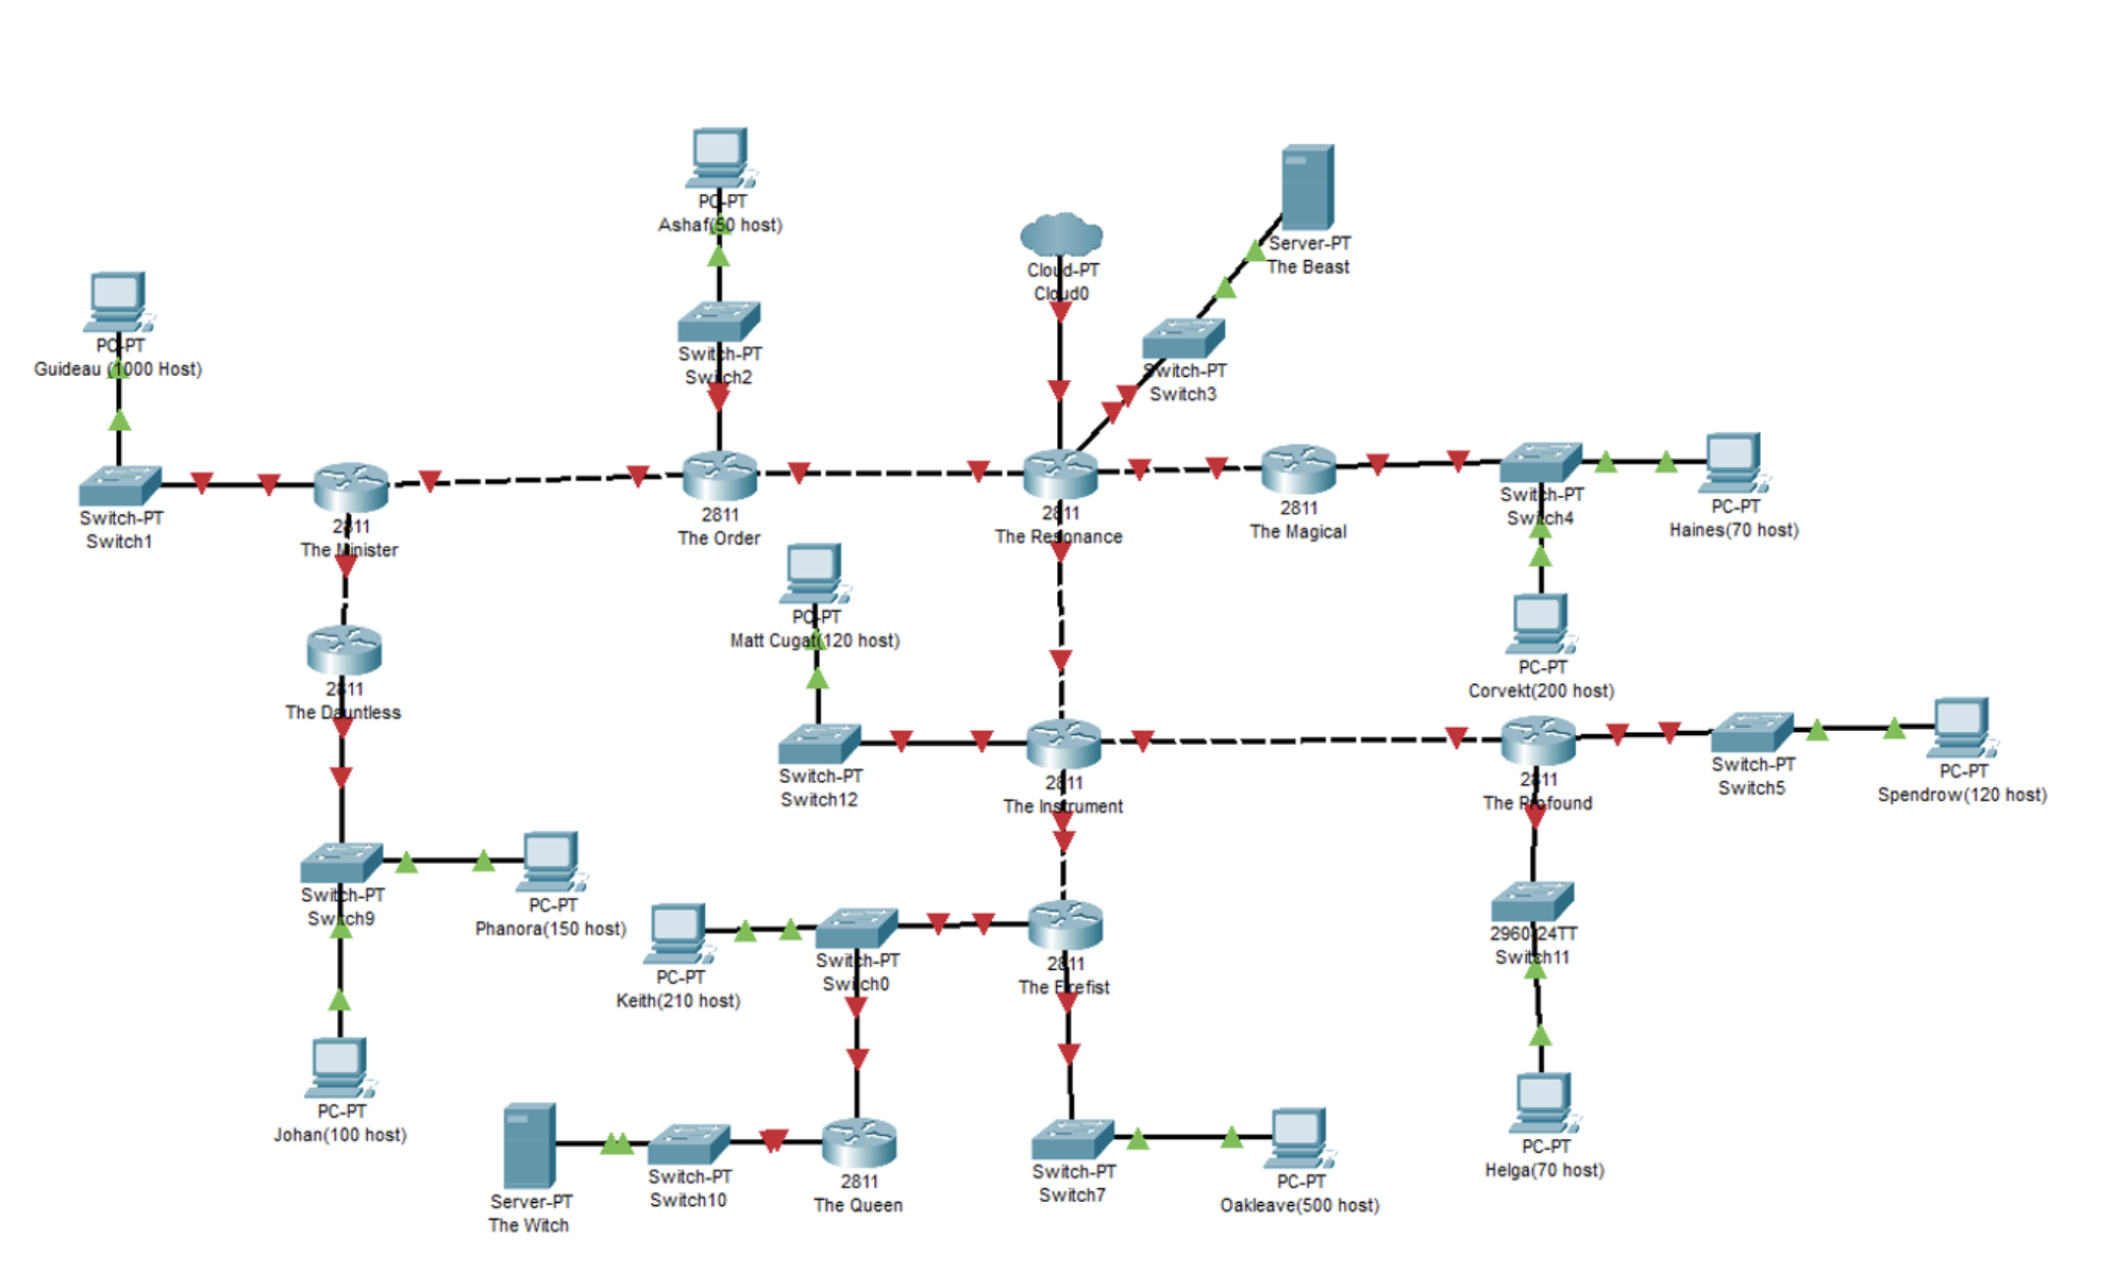 PC-PT
Ashaf(50 host)
Server-PT
The Beast
Cloud-PT
Cloud0
PC-PT
Guideau (1000 Host)
Switch-PT
Switch2
Switch-PT
Switch3
Switch-PT
Switch1
2811
The Minister
2811
The Order
2811
The Resonance
2811
The Magical
Switch-PT
Switch4
PC-PT
Haines(70 host)
PC-PT
Matt Cugat(120 host)
PC-PT
Corvekt(200 host)
2811
The Dauntless
Switch-PT
Switch12
2811
The Instrument
2811
The Profound
Switch-PT
Switch5
PC-PT
Spendrow(120 host)
Switch-PT
Switch9
PC-PT
Phanora(150 host)
PC-PT
Keith(210 host)
Switch-PT
Switch0
2811
The Firefist
2960-24TT
Switch11
PC-PT
Johan(100 host)
Server-PT
The Witch
Switch-PT
Switch10
2811
The Queen
Switch-PT
Switch7
PC-PT
Oakleave(500 host)
PC-PT
Helga(70 host)